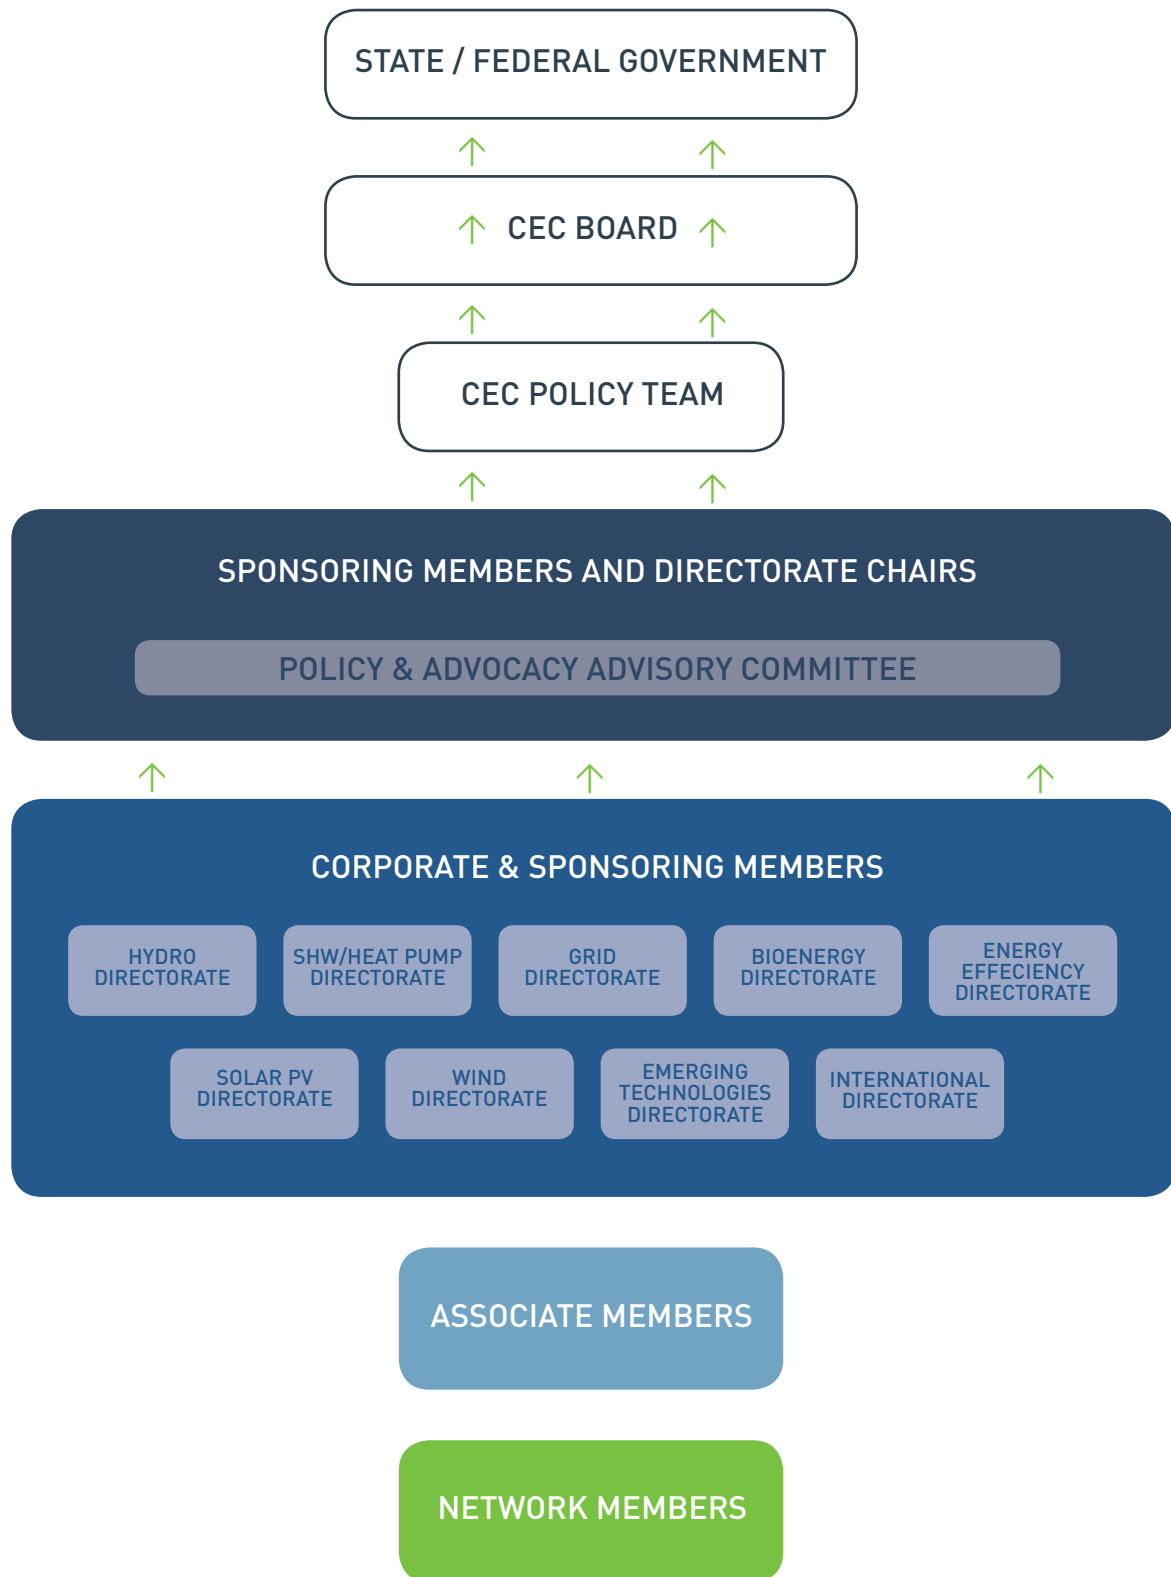 STATE / FEDERAL GOVERNMENT
CEC BOARD
CEC POLICY TEAM
SPONSORING MEMBERS AND DIRECTORATE CHAIRS
POLICY & ADVOCACY ADVISORY COMMITTEE
CORPORATE & SPONSORING MEMBERS
HYDRO
DIRECTORATE
SHW/HEAT PUMP
DIRECTORATE
GRID
DIRECTORATE
BIOENERGY
DIRECTORATE
ENERGY
EFFECIENCY
DIRECTORATE
SOLAR PV
DIRECTORATE
WIND
DIRECTORATE
EMERGING
TECHNOLOGIES
DIRECTORATE
INTERNATIONAL
DIRECTORATE
ASSOCIATE MEMBERS
NETWORK MEMBERS